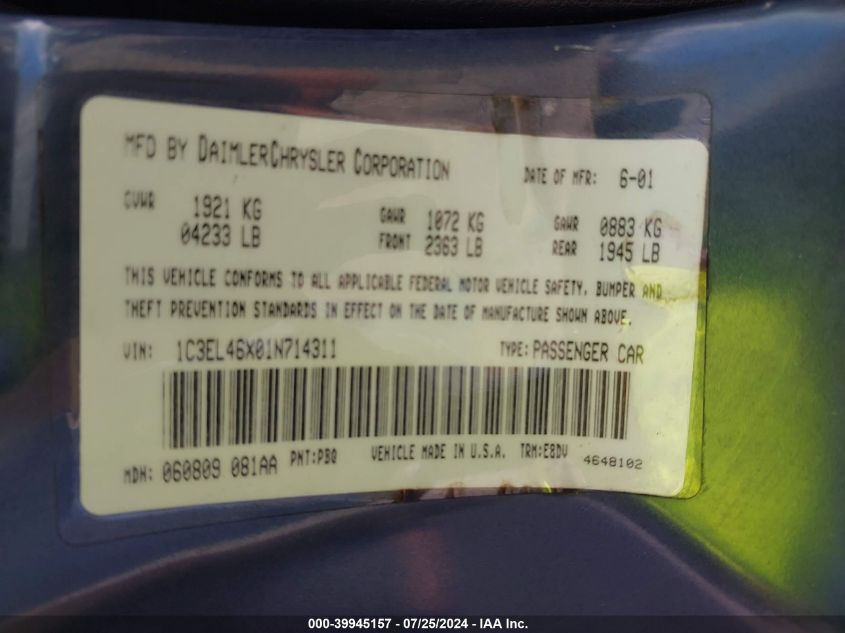 MFD BY DAIMLERCHRYSLER CORPORATION DATE OF MFR: 6-01
GVWR 1921 KG GAWR 1072 KG GAWR 0883 KG
04233 LB FRONT 2363 LB REAR 1945 LB
THIS VEHICLE CONFORMS TO ALL APPLICABLE FEDERAL MOTOR VEHICLE SAFETY, BUMPER AND
THEFT PREVENTION STANDARDS IN EFFECT ON THE DATE OF MANUFACTURE SHOWN ABOVE.
VIN: 1C3EL46X01N714311 TYPE: PASSENGER CAR
MDH: 060809 081AA PNT:PB0 VEHICLE MADE IN U.S.A. TRM:E8DV 4648102
000-39945157 - 07/25/2024 - IAA Inc.